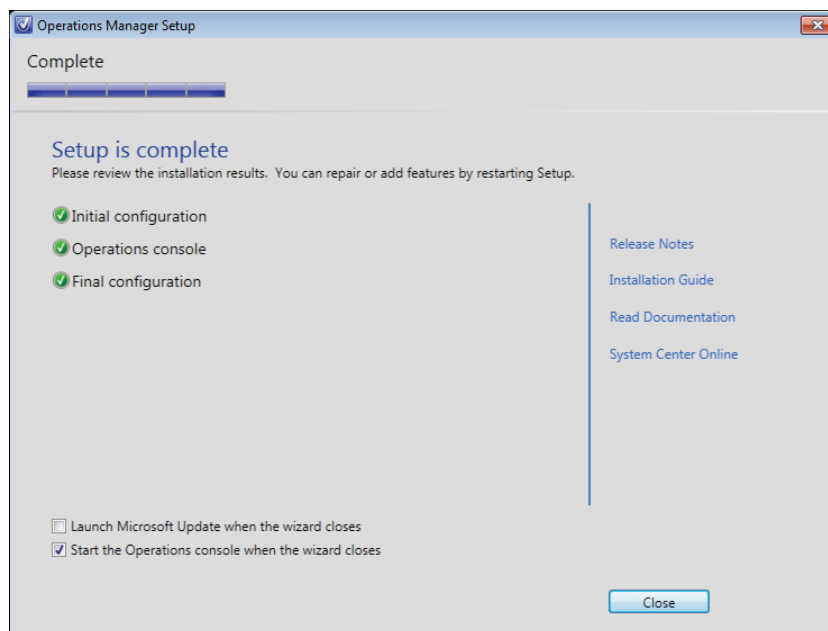 Operations Manager Setup
Complete
Setup is complete
Please review the installation results. You can repair or add features by restarting Setup.
Initial configuration
Operations console
Final configuration
Release Notes
Installation Guide
Read Documentation
System Center Online
Launch Microsoft Update when the wizard closes
Start the Operations console when the wizard closes
Close